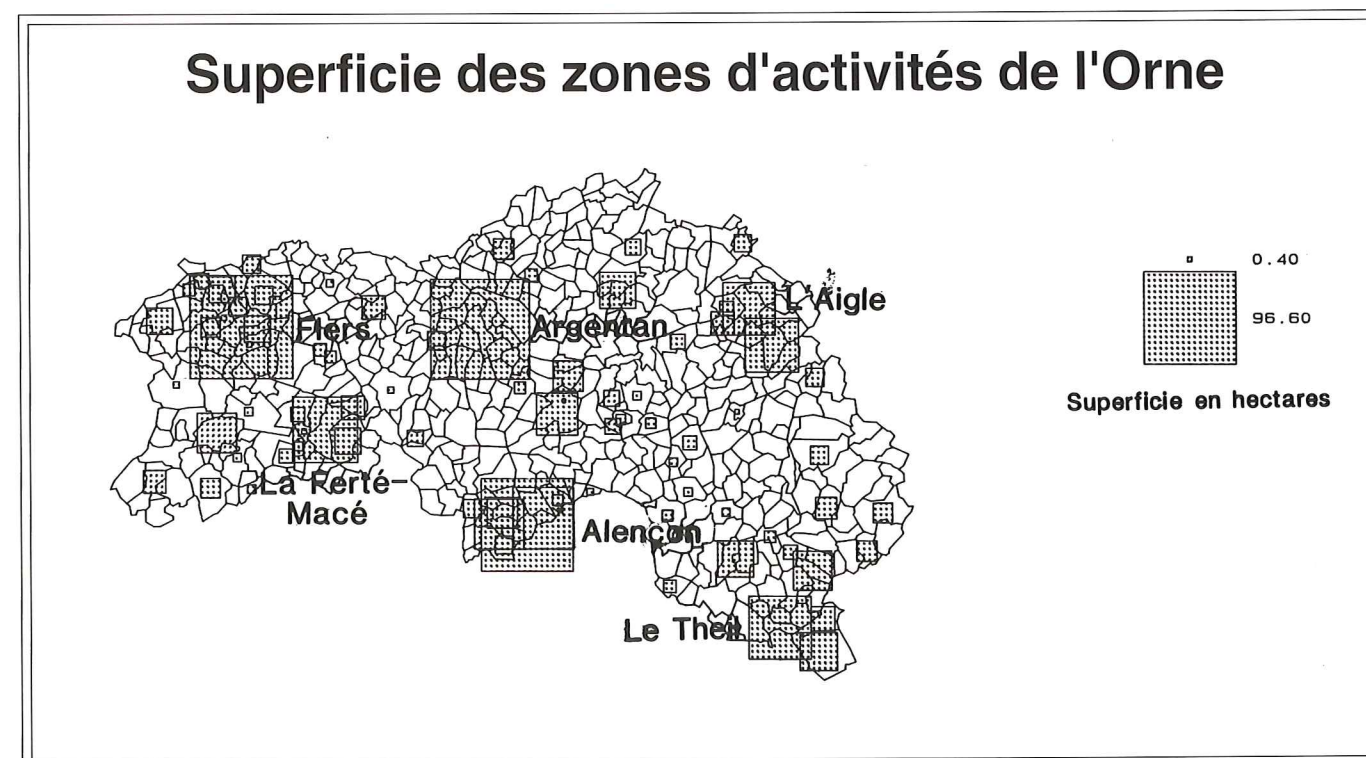 Superficie des zones d'activités de l'Orne
0.40
96.60
Superficie en hectares
L'Aigle
Flers
Argentan
La Ferté-
Macé
Alençon
Le Theil